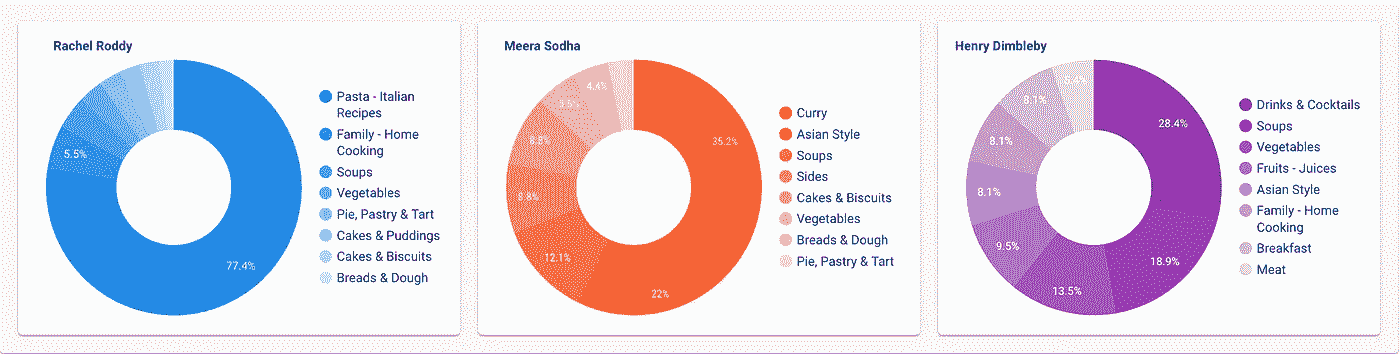 Rachel Roddy
77.4%
5.5%
Pasta - Italian
Recipes
Family - Home
Cooking
Soups
Vegetables
Pie, Pastry & Tart
Cakes & Puddings
Cakes & Biscuits
Breads & Dough
Meera Sodha
35.2%
22%
12.1%
8.8%
8.8%
5.5%
4.4%
Curry
Asian Style
Soups
Sides
Cakes & Biscuits
Vegetables
Breads & Dough
Pie, Pastry & Tart
Henry Dimbleby
28.4%
18.9%
13.5%
9.5%
8.1%
8.1%
8.1%
5.4%
Drinks & Cocktails
Soups
Vegetables
Fruits - Juices
Asian Style
Family - Home
Cooking
Breakfast
Meat